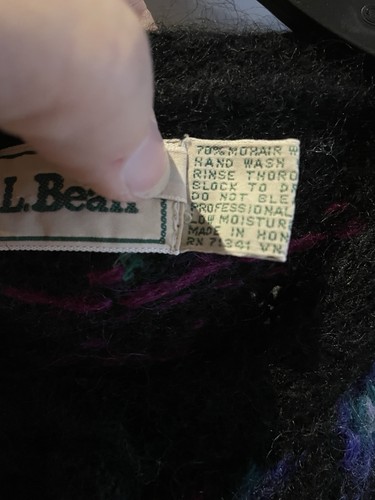 L.Bean
70% MOHAIR W
HAND WASH
RINSE THORO
BLOCK TO D
DO NOT BLE
PROFESSIONAL
LOW MOISTURE
MADE IN HON
RN 71341 WN